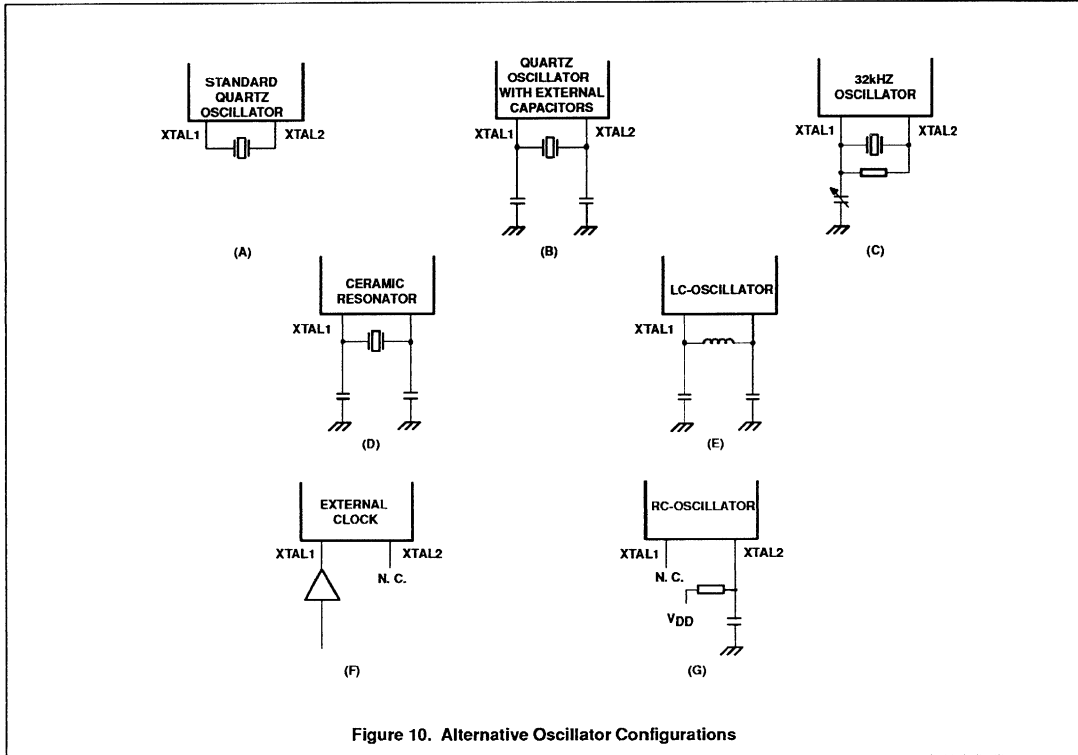 STANDARD
QUARTZ
OSCILLATOR
XTAL1
XTAL2
(A)
QUARTZ
OSCILLATOR
WITH EXTERNAL
CAPACITORS
XTAL1
XTAL2
(B)
32kHZ
OSCILLATOR
XTAL1
XTAL2
(C)
CERAMIC
RESONATOR
XTAL1
(D)
LC-OSCILLATOR
XTAL1
(E)
EXTERNAL
CLOCK
XTAL1
XTAL2
N. C.
(F)
RC-OSCILLATOR
XTAL1
XTAL2
N. C.
VDD
(G)
Figure 10. Alternative Oscillator Configurations